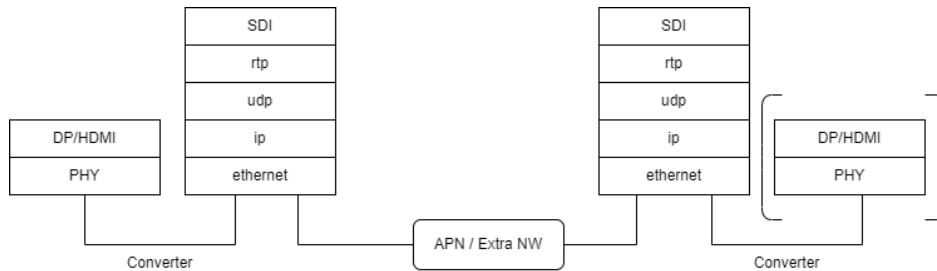 SDI
rtp
udp
ip
ethernet
DP/HDMI
PHY
Converter
APN / Extra NW
SDI
rtp
udp
ip
ethernet
DP/HDMI
PHY
Converter